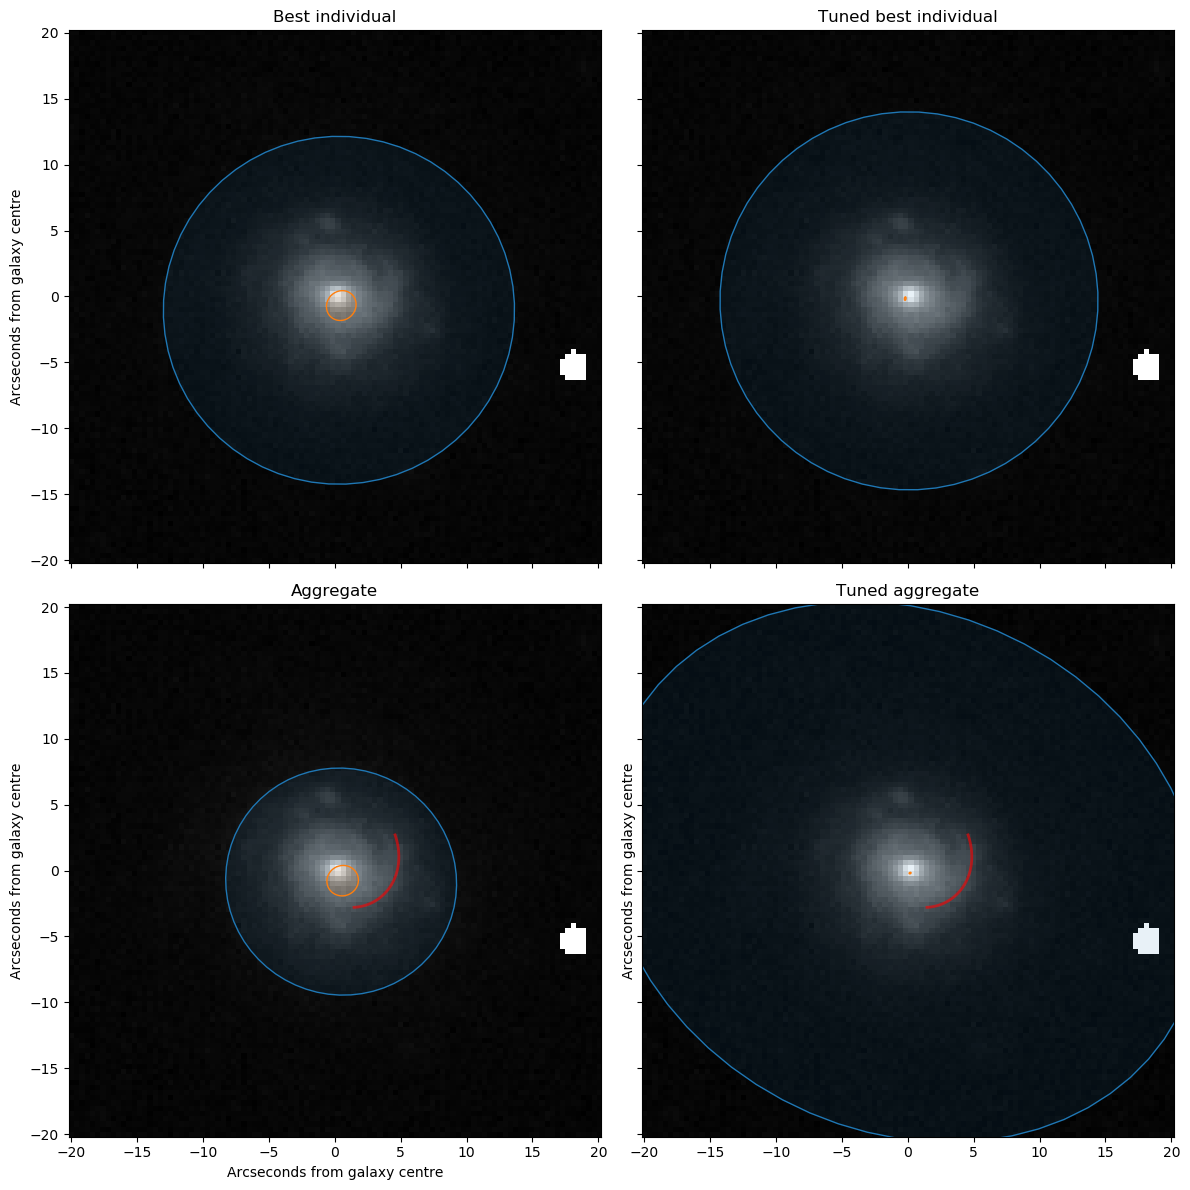 Best individual
Tuned best individual
20
15
10
5
0
−5
−10
−15
−20
Arcseconds from galaxy centre
Aggregate
Tuned aggregate
20
15
10
5
0
−5
−10
−15
−20
Arcseconds from galaxy centre
Arcseconds from galaxy centre
−20 −15 −10 −5 0 5 10 15 20
−20 −15 −10 −5 0 5 10 15 20
Arcseconds from galaxy centre